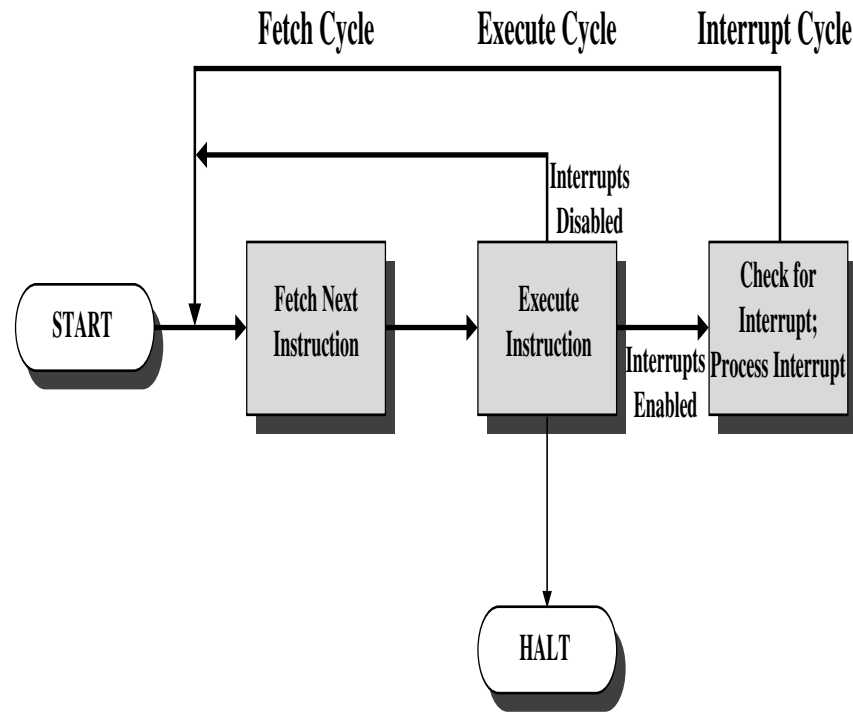 Fetch Cycle
Execute Cycle
Interrupt Cycle
Interrupts
Disabled
START
Fetch Next
Instruction
Execute
Instruction
Check for
Interrupt;
Process Interrupt
Interrupts
Enabled
HALT